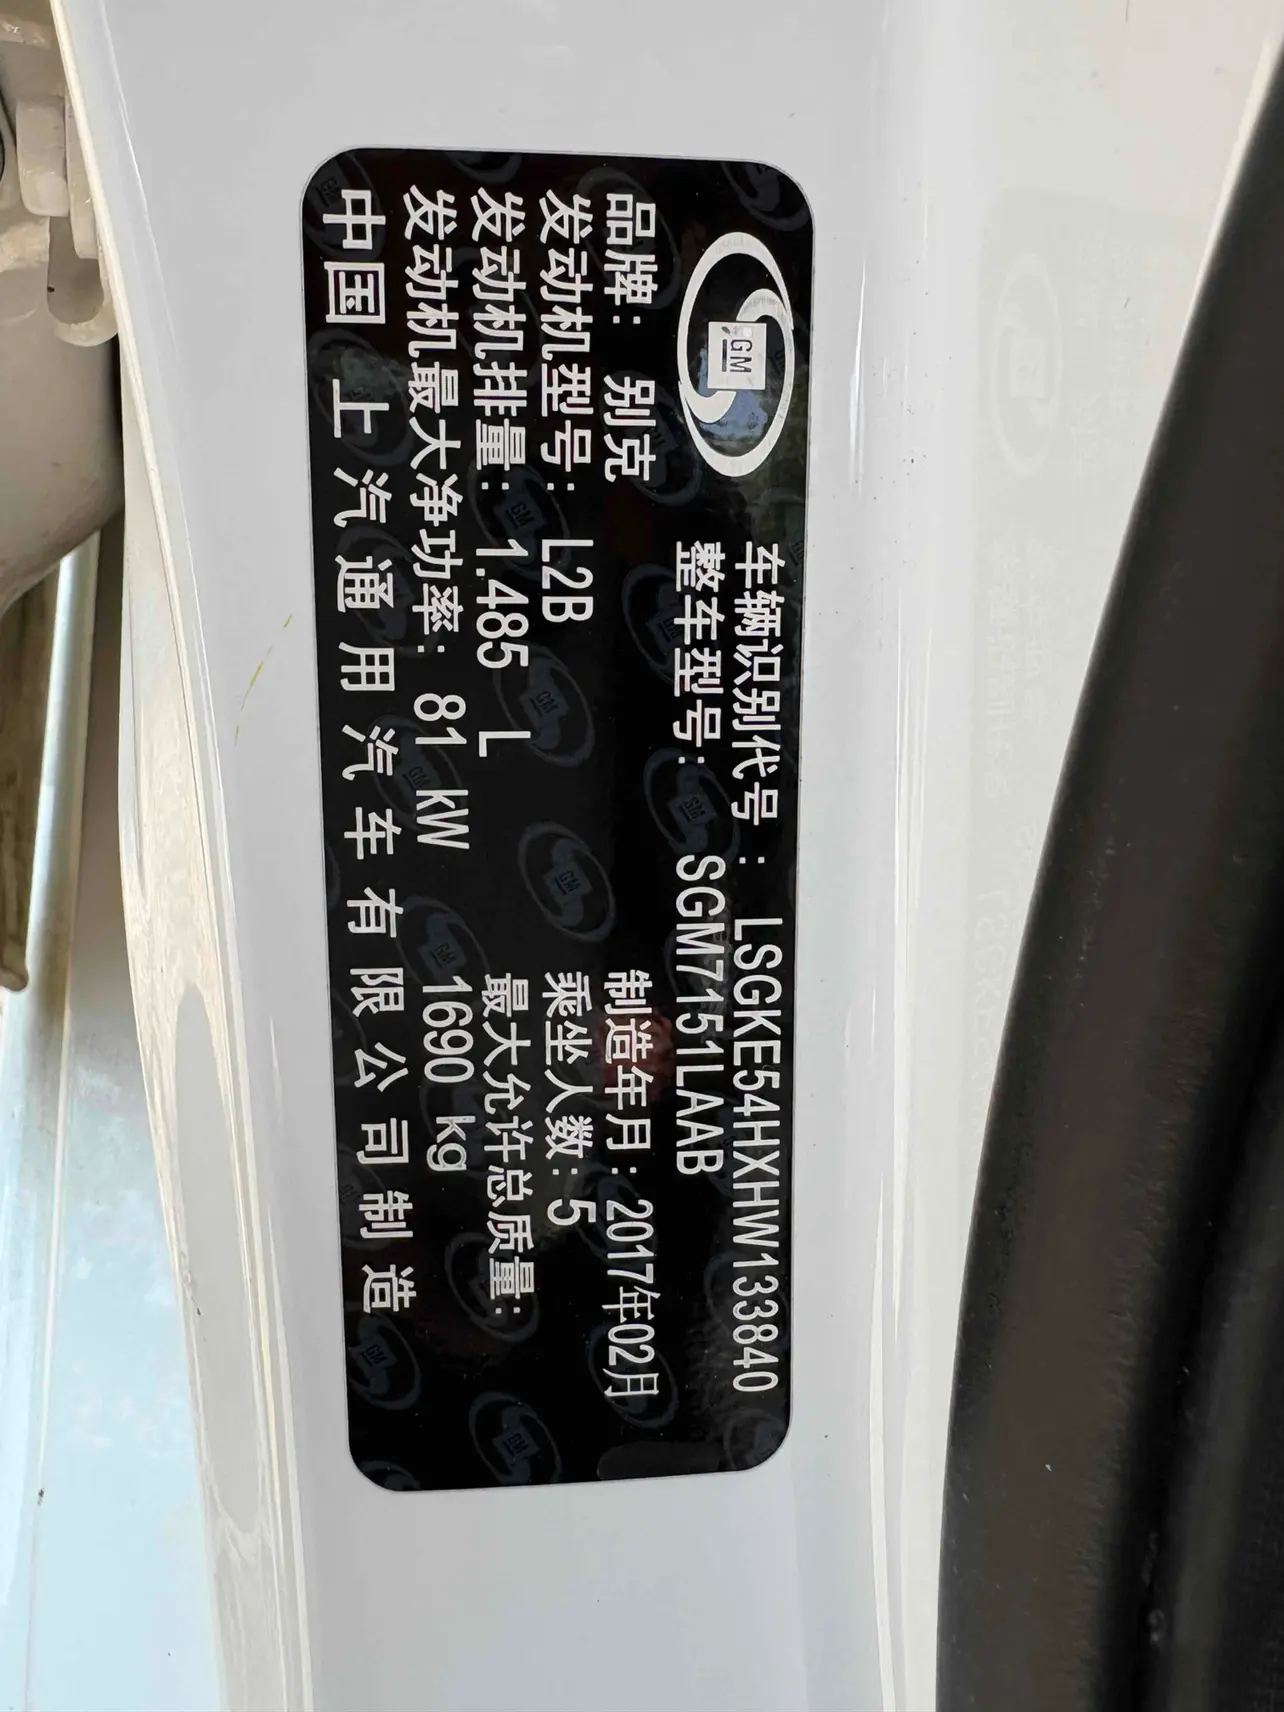 GM
车辆识别代号：LSGKE54HXHW133840
整车型号：SGM7151LAAB
品牌：别克 制造年月：2017年02月
发动机型号：L2B 乘坐人数：5
发动机排量：1.485 L 最大允许总质量：
发动机最大净功率：81 kW 1690 kg
中国 上汽通用汽车有限公司制造